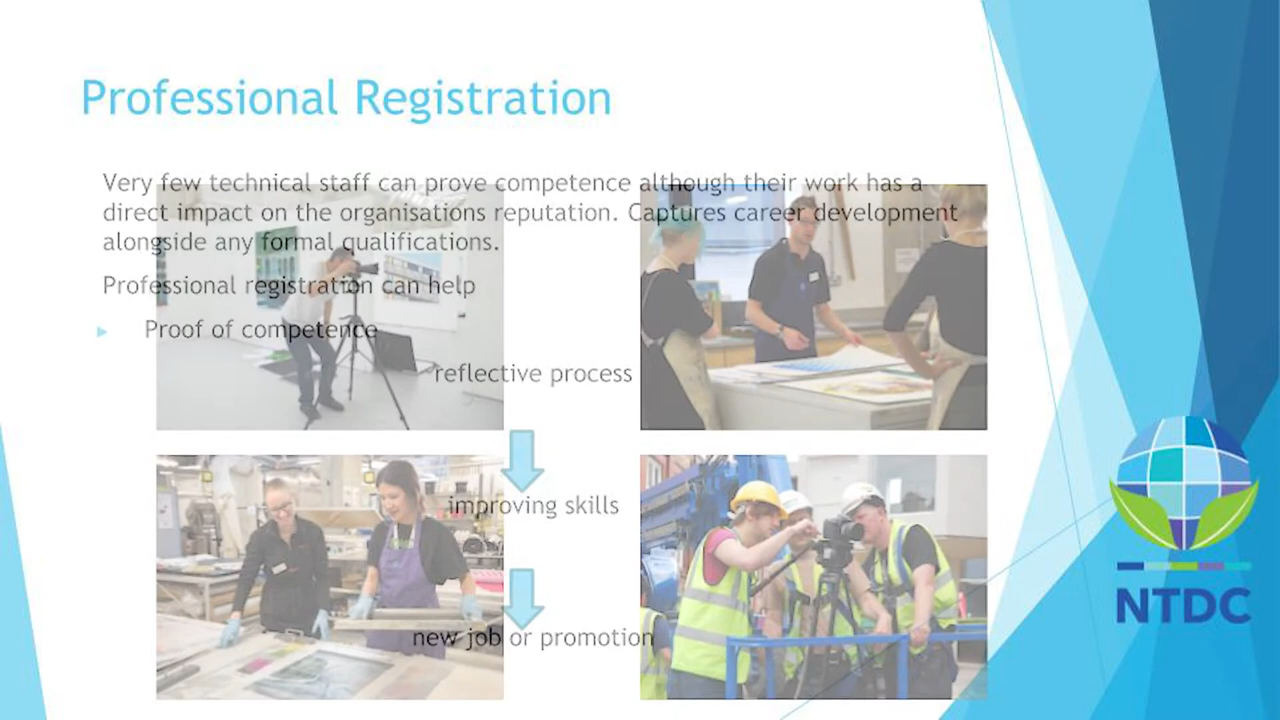 Professional Registration
Very few technical staff can prove competence although their work has a
direct impact on the organisations reputation. Captures career development
alongside any formal qualifications.
Professional registration can help
Proof of competence
reflective process
improving skills
new job or promotion
NTDC